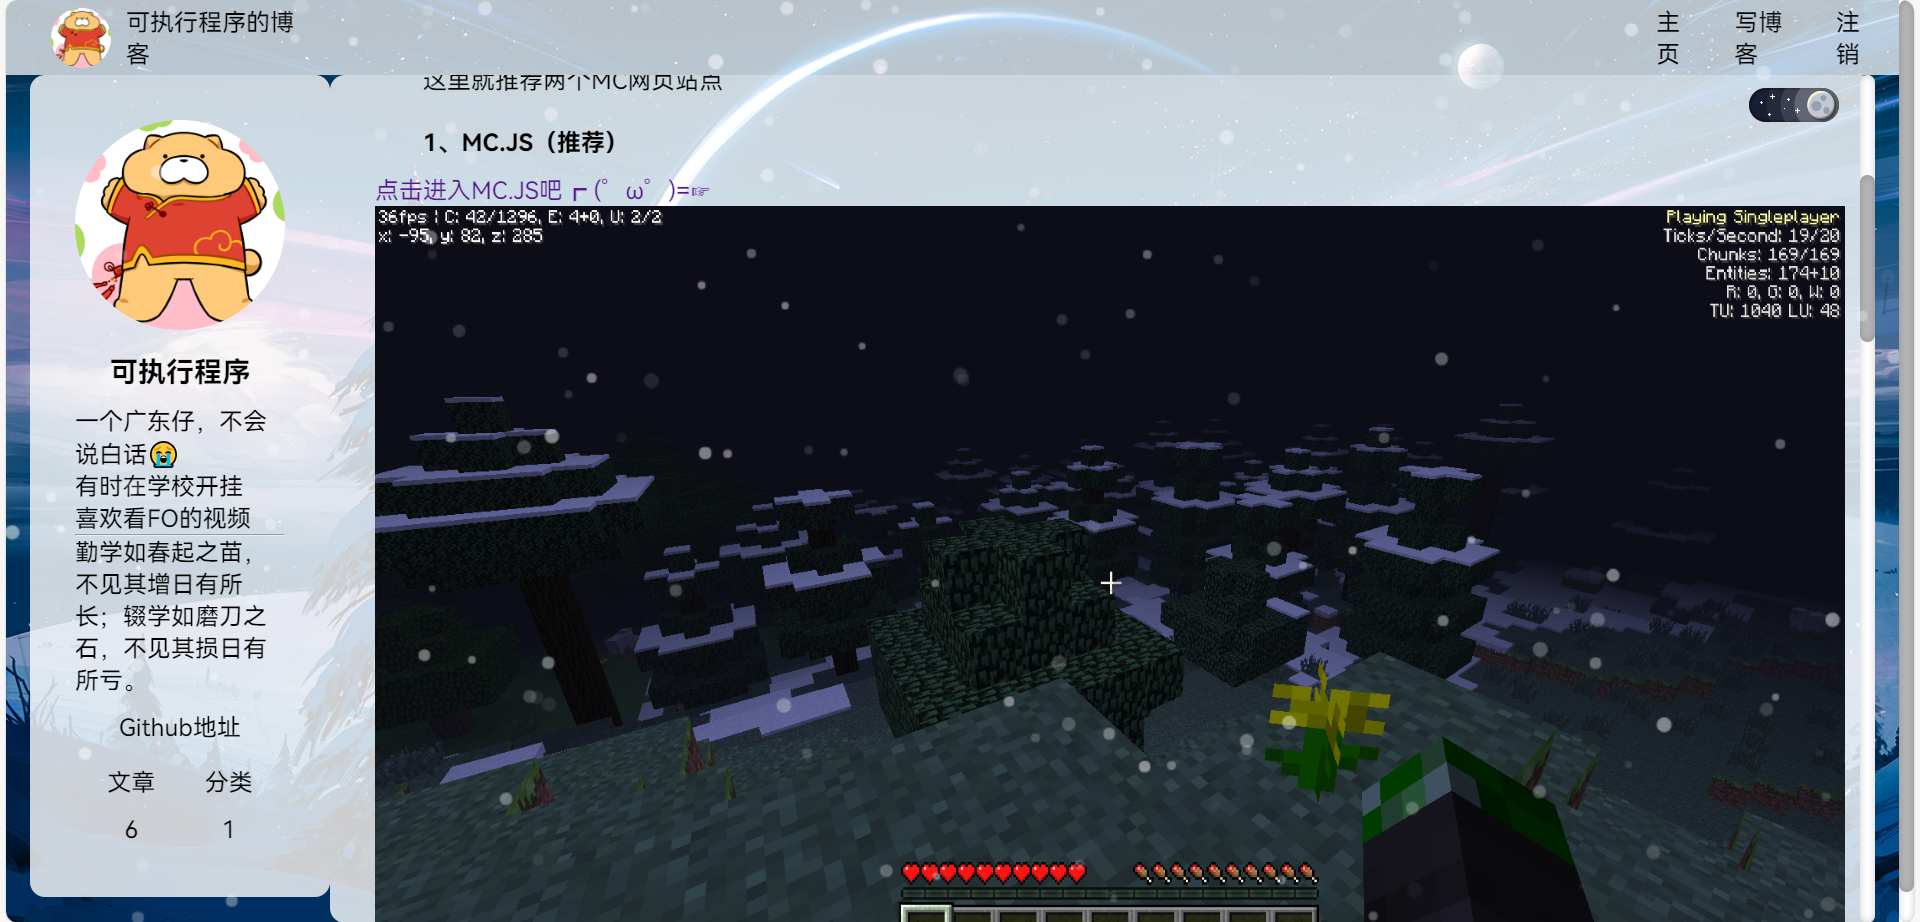 可执行程序的博
客
主
页
写博
客
注
销
可执行程序
一个广东仔，不会
说白话😭
有时在学校开挂
喜欢看FO的视频
勤学如春起之苗，
不见其增日有所
长；辍学如磨刀之
石，不见其损日有
所亏。
Github地址
文章 分类
6 1
这里就推荐两个MC网页站点
1、MC.JS（推荐）
点击进入MC.JS吧┏(゜ω゜)=☞
36fps | C: 42/1296, E: 4+0, U: 2/2
x: -95, y: 82, z: 285
Playing Singleplayer
Ticks/Second: 19/20
Chunks: 169/169
Entities: 174+10
R: 0, G: 0, W: 0
TU: 1040 LU: 48